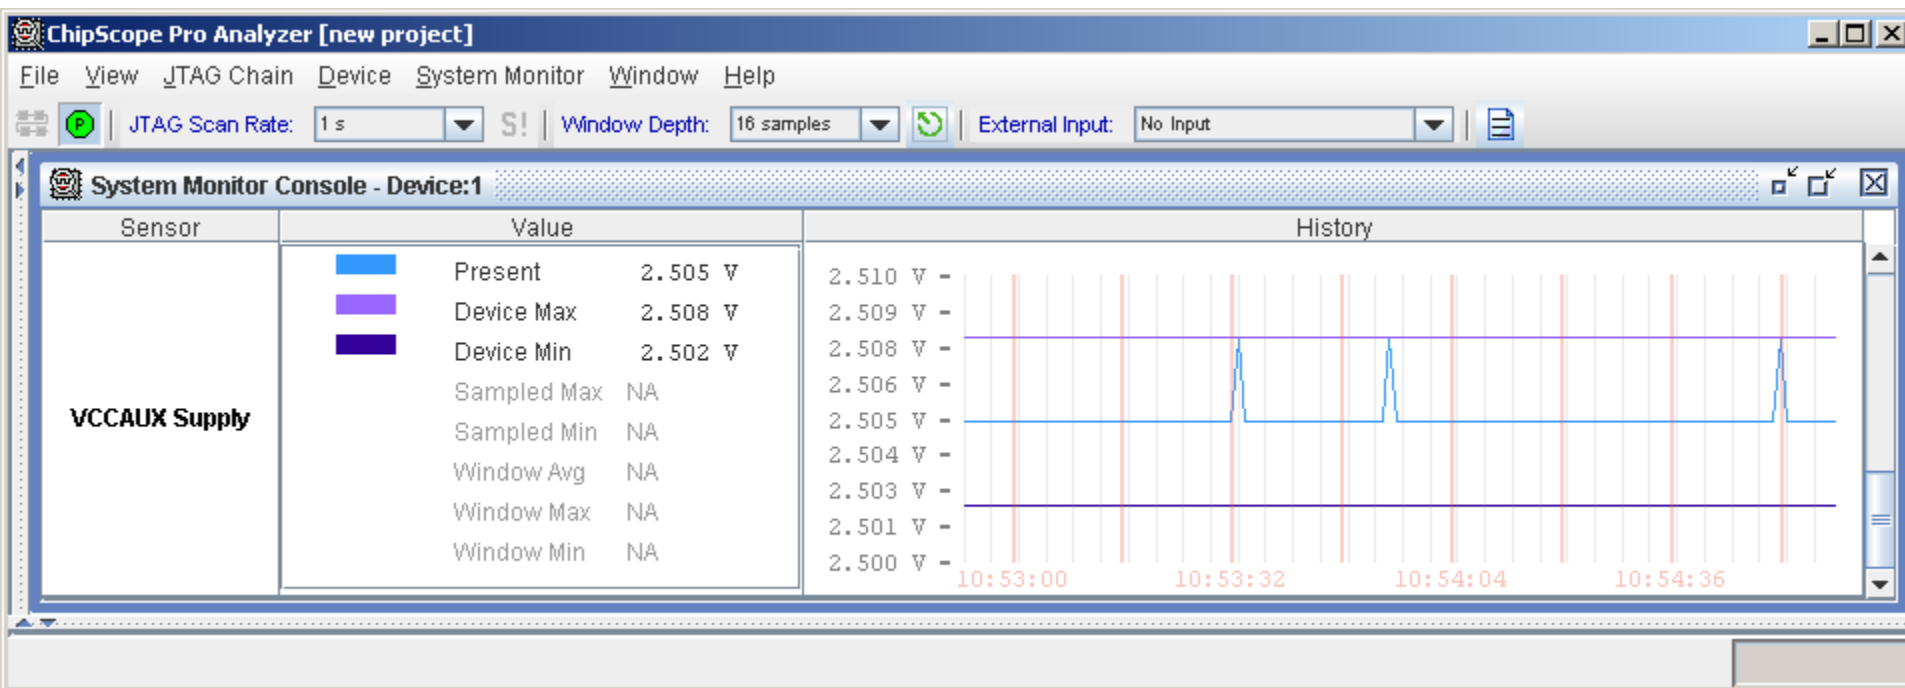 ChipScope Pro Analyzer [new project]
File View JTAG Chain Device System Monitor Window Help
P JTAG Scan Rate: 1 s S! Window Depth: 16 samples External Input: No Input
System Monitor Console - Device:1
Sensor Value History
VCCAUX Supply
Present 2.505 V
Device Max 2.508 V
Device Min 2.502 V
Sampled Max NA
Sampled Min NA
Window Avg NA
Window Max NA
Window Min NA
2.510 V
2.509 V
2.508 V
2.506 V
2.505 V
2.504 V
2.503 V
2.501 V
2.500 V
10:53:00 10:53:32 10:54:04 10:54:36